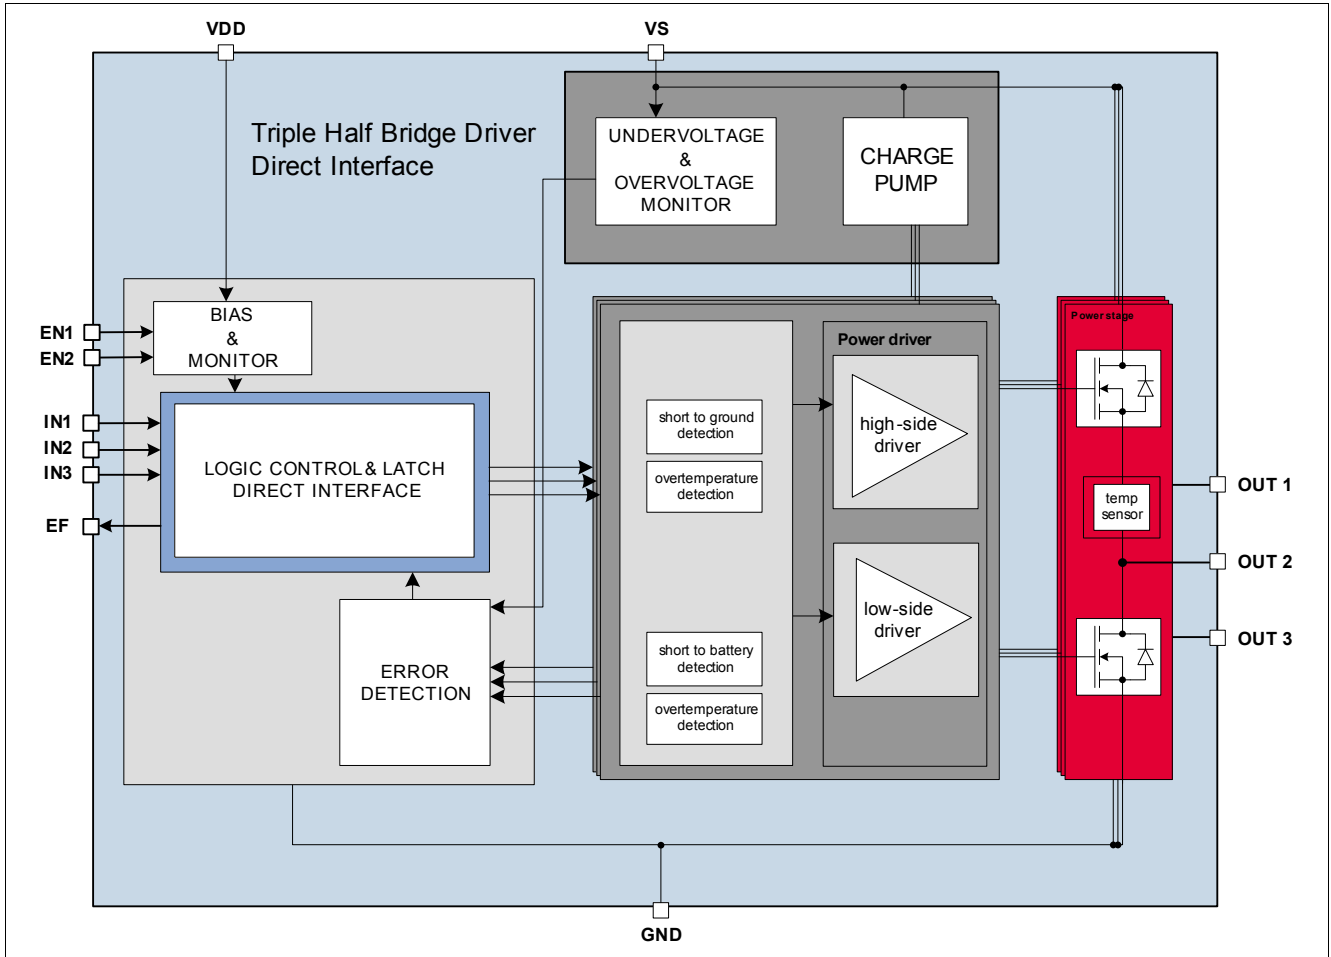 VDD
VS
Triple Half Bridge Driver
Direct Interface
UNDERVOLTAGE
&
OVERVOLTAGE
MONITOR
CHARGE
PUMP
BIAS
&
MONITOR
EN1
EN2
IN1
IN2
IN3
EF
LOGIC CONTROL & LATCH
DIRECT INTERFACE
ERROR
DETECTION
short to ground
detection
overtemperature
detection
short to battery
detection
overtemperature
detection
Power driver
high-side
driver
low-side
driver
Power stage
temp
sensor
OUT 1
OUT 2
OUT 3
GND